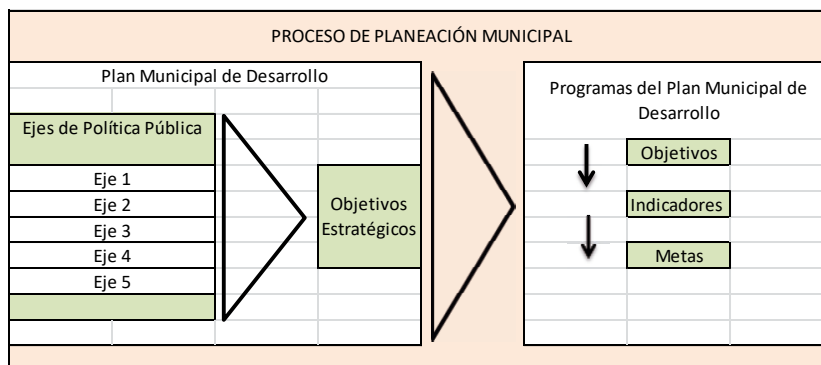 PROCESO DE PLANEACIÓN MUNICIPAL
Plan Municipal de Desarrollo
Ejes de Política Pública
Eje 1
Eje 2
Eje 3
Eje 4
Eje 5
Objetivos
Estratégicos
Programas del Plan Municipal de
Desarrollo
Objetivos
Indicadores
Metas